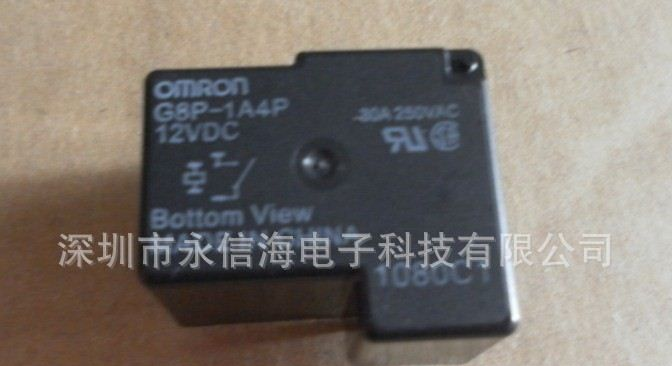 OMRON
G8P-1A4P
12VDC
30A 250VAC
Bottom View
CHINA
深圳市永信海电子科技有限公司
1080C1